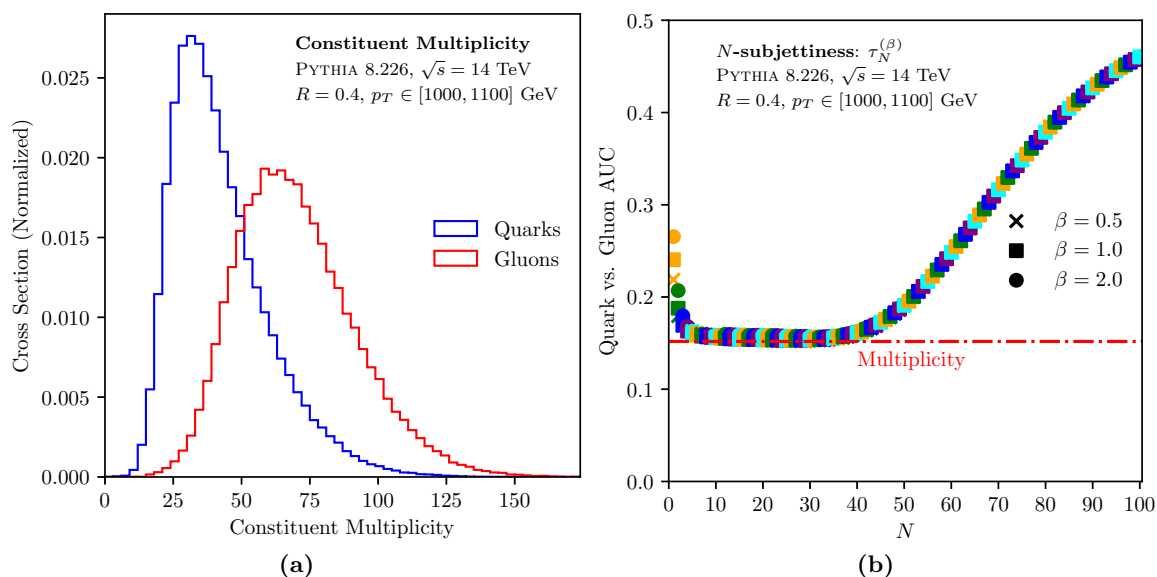 Constituent Multiplicity
PYTHIA 8.226, √s = 14 TeV
R = 0.4, p_T ∈ [1000, 1100] GeV
Quarks
Gluons
Cross Section (Normalized)
0.025
0.020
0.015
0.010
0.005
0.000
0
25
50
75
100
125
150
Constituent Multiplicity
(a)
N-subjettiness: τ_N^(β)
PYTHIA 8.226, √s = 14 TeV
R = 0.4, p_T ∈ [1000, 1100] GeV
β = 0.5
β = 1.0
β = 2.0
Multiplicity
Quark vs. Gluon AUC
0.5
0.4
0.3
0.2
0.1
0.0
0
10
20
30
40
50
60
70
80
90
100
N
(b)